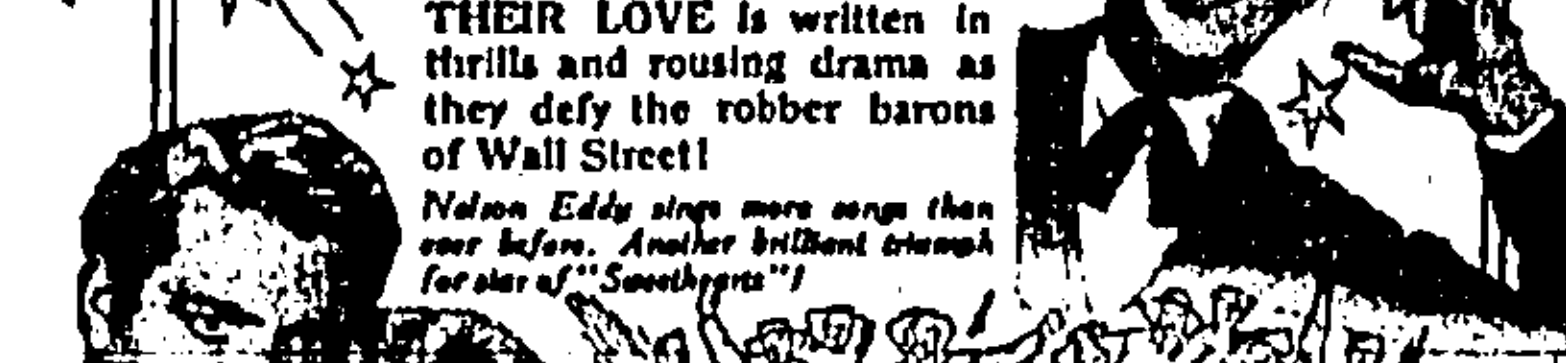 THEIR LOVE is written in
thrills and rousing drama as
they defy the robber barons
of Wall Street!
Nelson Eddy sings more songs than
ever before. Another brilliant triumph
for star of "Sweethearts"!